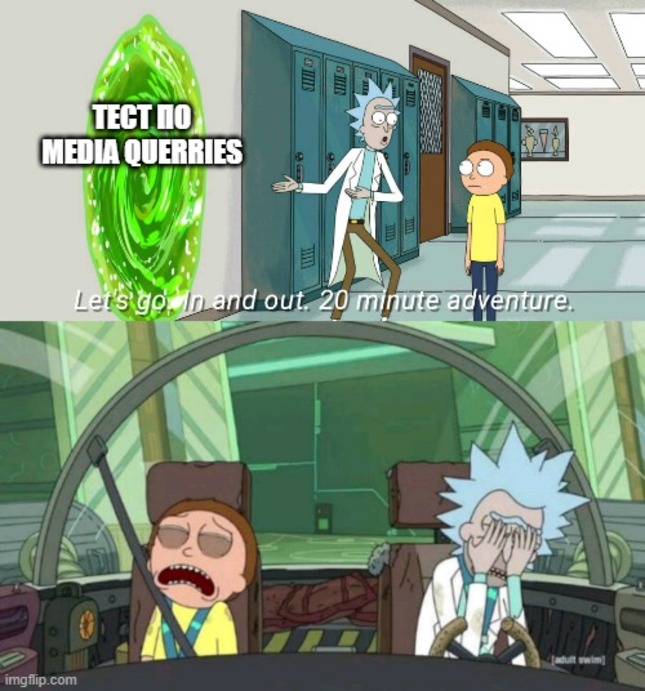 ТЕСТ ПО
MEDIA QUERRIES
Let's go. In and out. 20 minute adventure.
[adult swim]
imgflip.com